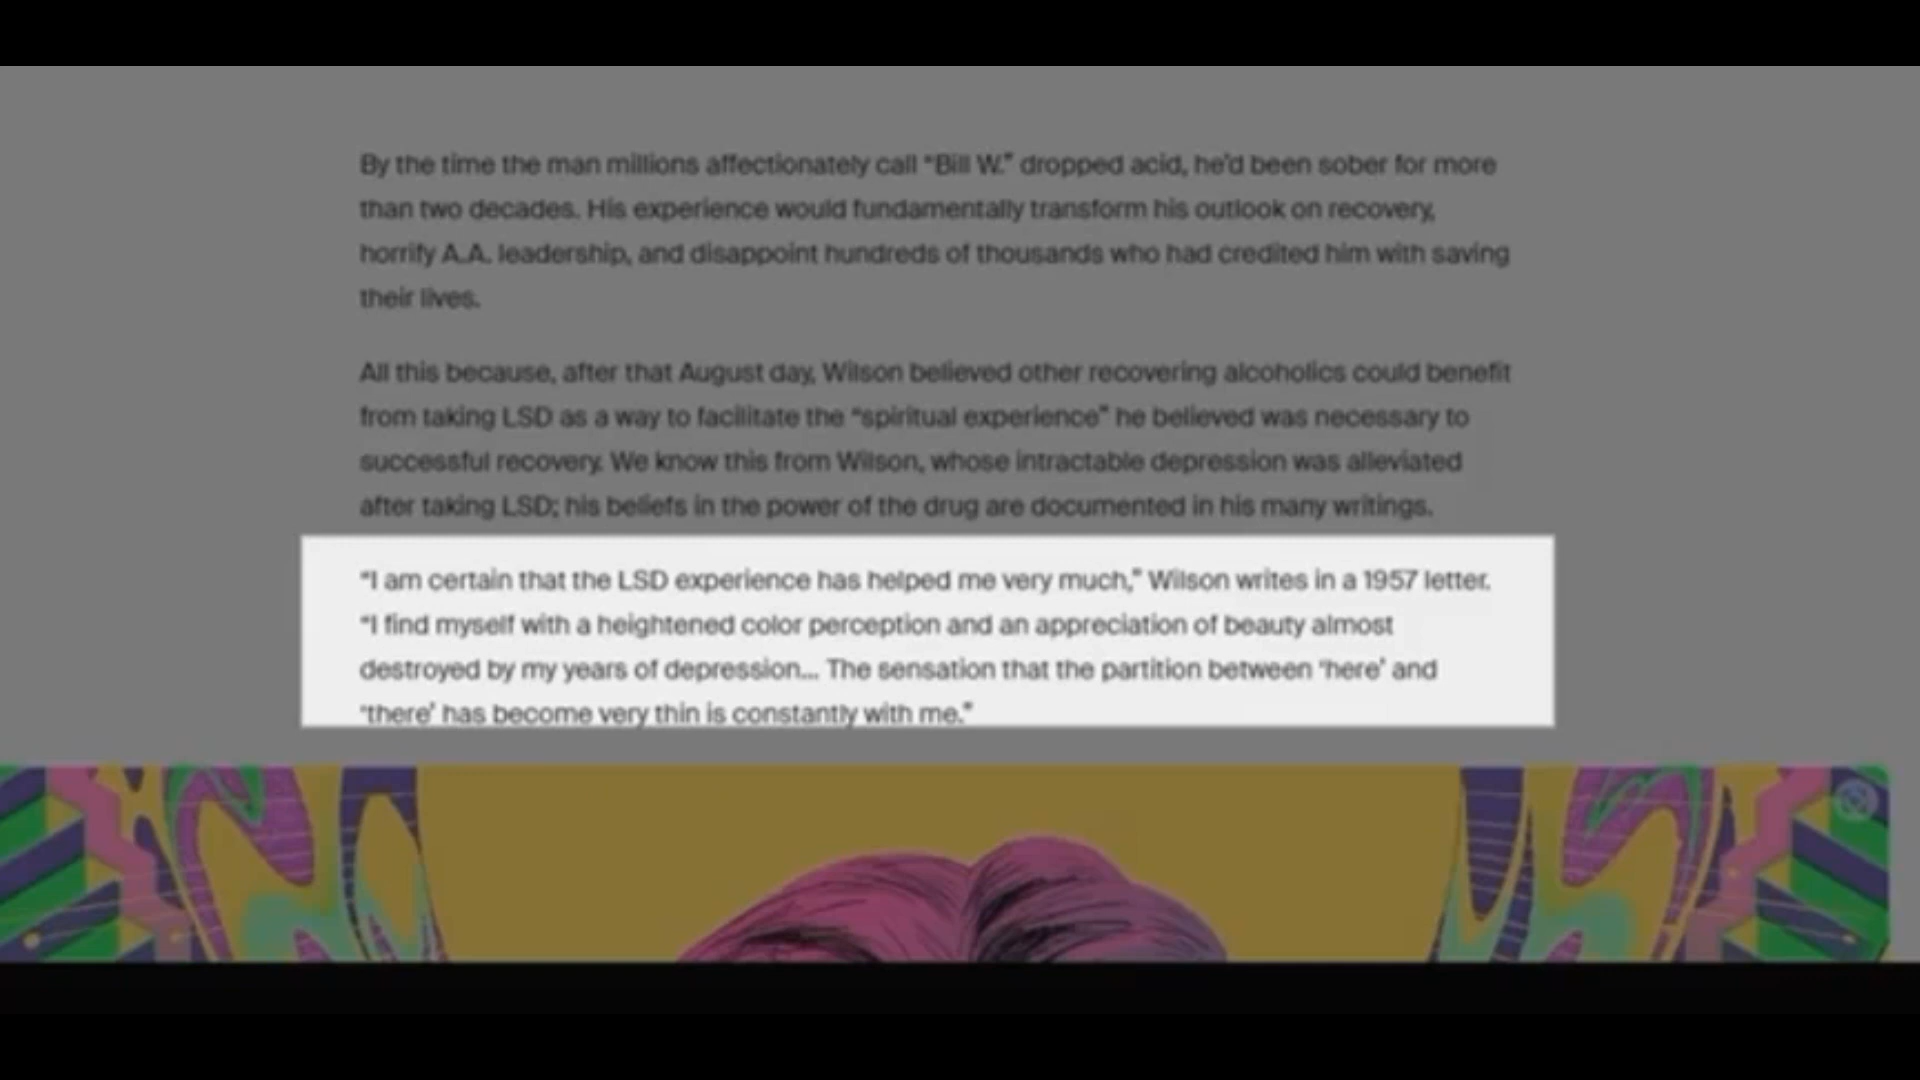 By the time the man millions affectionately call “Bill W.” dropped acid, he’d been sober for more
than two decades. His experience would fundamentally transform his outlook on recovery,
horrify A.A. leadership, and disappoint hundreds of thousands who had credited him with saving
their lives.
All this because, after that August day, Wilson believed other recovering alcoholics could benefit
from taking LSD as a way to facilitate the “spiritual experience” he believed was necessary to
successful recovery. We know this from Wilson, whose intractable depression was alleviated
after taking LSD; his beliefs in the power of the drug are documented in his many writings.
“I am certain that the LSD experience has helped me very much,” Wilson writes in a 1957 letter.
“I find myself with a heightened color perception and an appreciation of beauty almost
destroyed by my years of depression... The sensation that the partition between ‘here’ and
‘there’ has become very thin is constantly with me.”